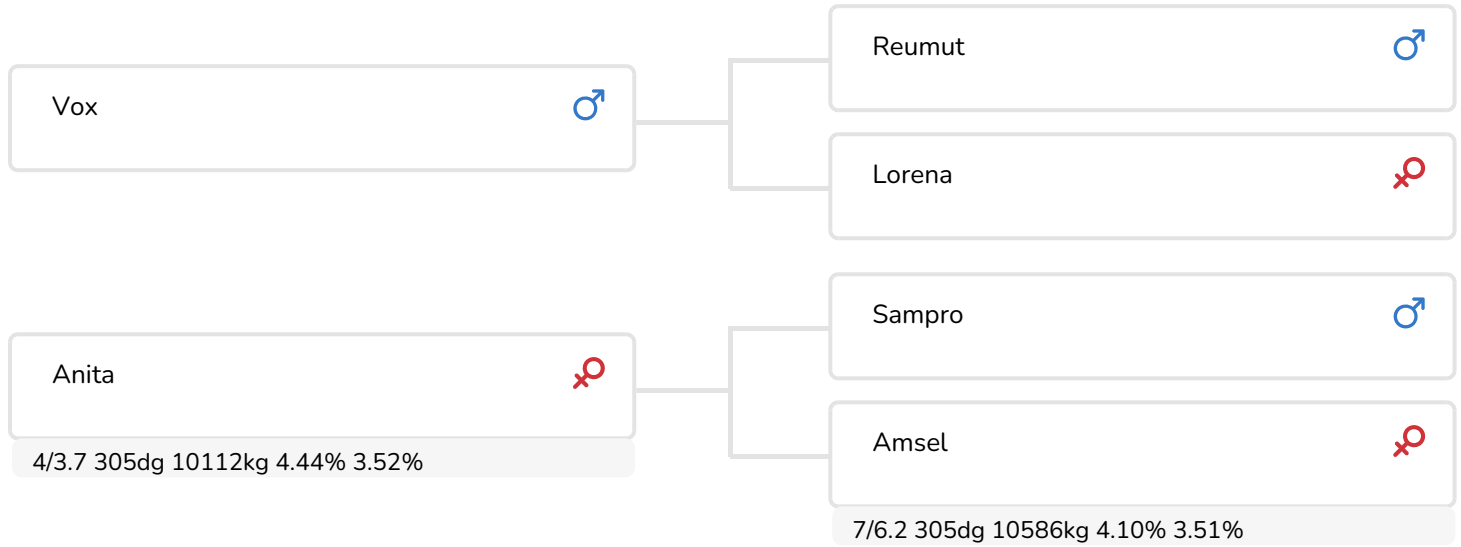 Vox
Reumut
Lorena
Anita
4/3.7 305dg 10112kg 4.44% 3.52%
Sampro
Amsel
7/6.2 305dg 10586kg 4.10% 3.51%